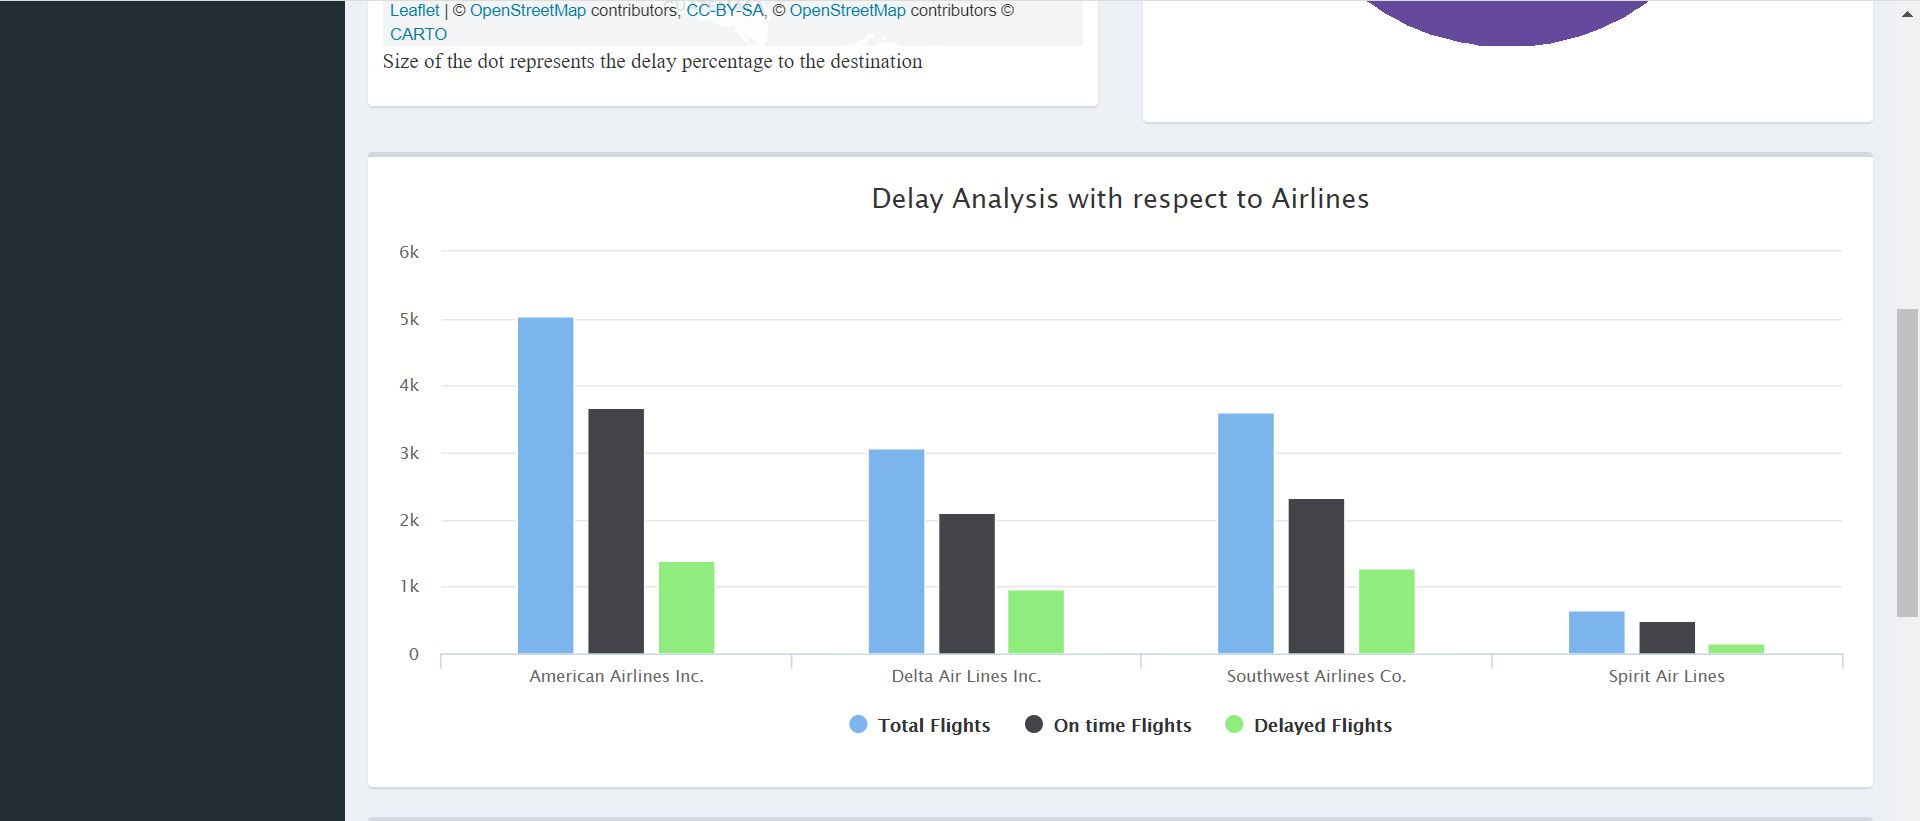 Leaflet | © OpenStreetMap contributors, CC-BY-SA, © OpenStreetMap contributors ©
CARTO
Size of the dot represents the delay percentage to the destination
Delay Analysis with respect to Airlines
6k
5k
4k
3k
2k
1k
0
American Airlines Inc. Delta Air Lines Inc. Southwest Airlines Co. Spirit Air Lines
Total Flights On time Flights Delayed Flights